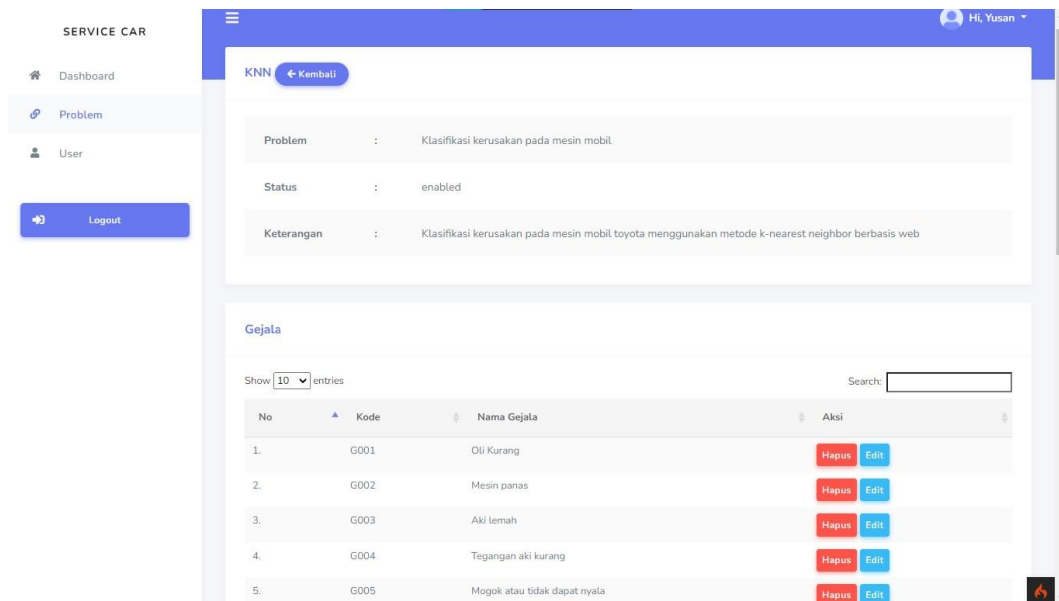 SERVICE CAR
Hi, Yusan
Dashboard
Problem
User
Logout
KNN Kembali
Problem : Klasifikasi kerusakan pada mesin mobil
Status : enabled
Keterangan : Klasifikasi kerusakan pada mesin mobil toyota menggunakan metode k-nearest neighbor berbasis web
Gejala
Show 10 entries Search:
No Kode Nama Gejala Aksi
1. G001 Oli Kurang Hapus Edit
2. G002 Mesin panas Hapus Edit
3. G003 Aki lemah Hapus Edit
4. G004 Tegangan aki kurang Hapus Edit
5. G005 Mogok atau tidak dapat nyala Hapus Edit